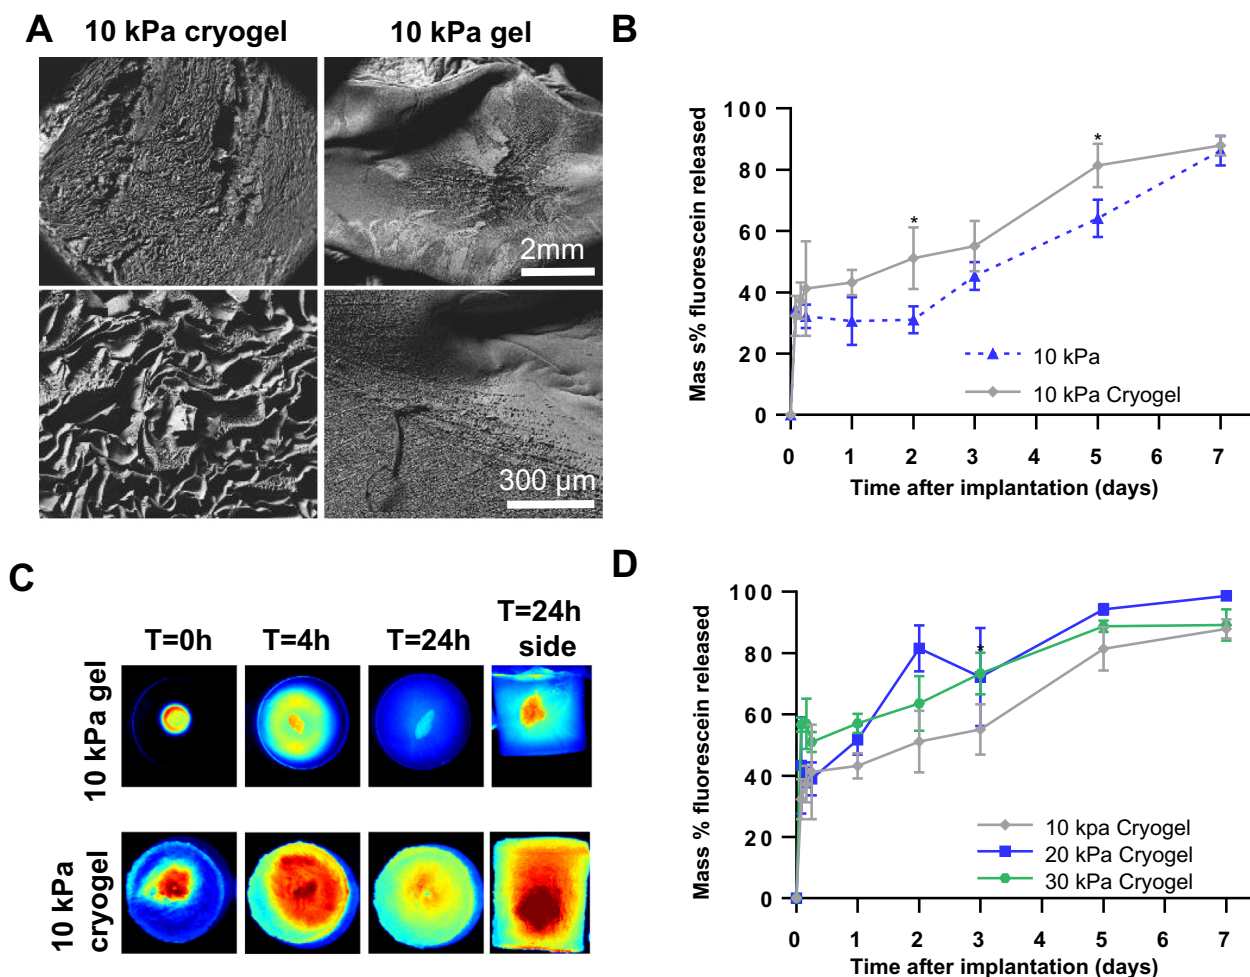 A
10 kPa cryogel
10 kPa gel
2mm
300 µm
B
Mas s% fluorescein released
100
80
60
40
20
0
*
*
10 kPa
10 kPa Cryogel
0 1 2 3 5 6 7
Time after implantation (days)
C
T=0h
T=4h
T=24h
T=24h
side
10 kPa gel
10 kPa
cryogel
D
Mass % fluorescein released
100
80
60
40
20
0
*
10 kpa Cryogel
20 kPa Cryogel
30 kPa Cryogel
0 1 2 3 5 6 7
Time after implantation (days)